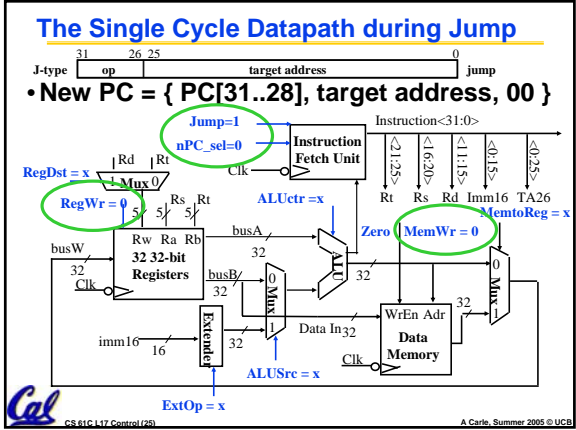 The Single Cycle Datapath during Jump
31 26 25 0
J-type op target address jump
• New PC = { PC[31..28], target address, 00 }
Jump=1
nPC_sel=0
Instruction<31:0>
Instruction
Fetch Unit
Clk
<21:25>
<16:20>
<11:15>
<0:15>
<0:25>
Rt Rs Rd Imm16 TA26
Rd Rt
RegDst = x
1 Mux 0
RegWr = 0
5 5 5
Rs Rt
ALUctr=x
Zero
MemWr = 0
MemtoReg = x
busW
32
Rw Ra Rb
32 32-bit
Registers
Clk
busA
32
busB
32
ALU
32
0
Mux
1
0
Mux
1
WrEn Adr
Data
Memory
32
Data In 32
Clk
imm16
16
Extender
32
ALUSrc = x
ExtOp = x
Cal
CS 61C L17 Control (25)
A Carle, Summer 2005 © UCB